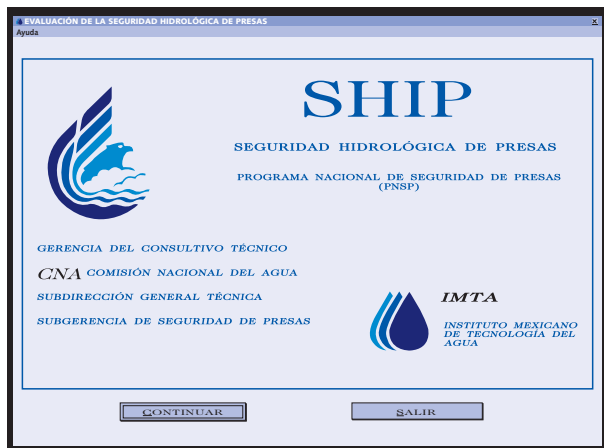 EVALUACIÓN DE LA SEGURIDAD HIDROLÓGICA DE PRESAS
x
Ayuda
SHIP
SEGURIDAD HIDROLÓGICA DE PRESAS
PROGRAMA NACIONAL DE SEGURIDAD DE PRESAS
(PNSP)
GERENCIA DEL CONSULTIVO TÉCNICO
CNA COMISIÓN NACIONAL DEL AGUA
SUBDIRECCIÓN GENERAL TÉCNICA
SUBGERENCIA DE SEGURIDAD DE PRESAS
IMTA
INSTITUTO MEXICANO
DE TECNOLOGÍA DEL
AGUA
CONTINUAR
SALIR